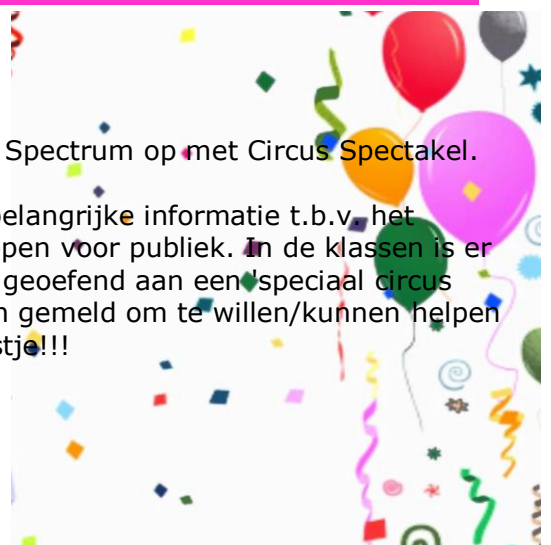 Spectrum op met Circus Spectakel.
belangrijke informatie t.b.v. het
open voor publiek. In de klassen is er
geoefend aan een 'speciaal circus
n gemeld om te willen/kunnen helpen
stje!!!